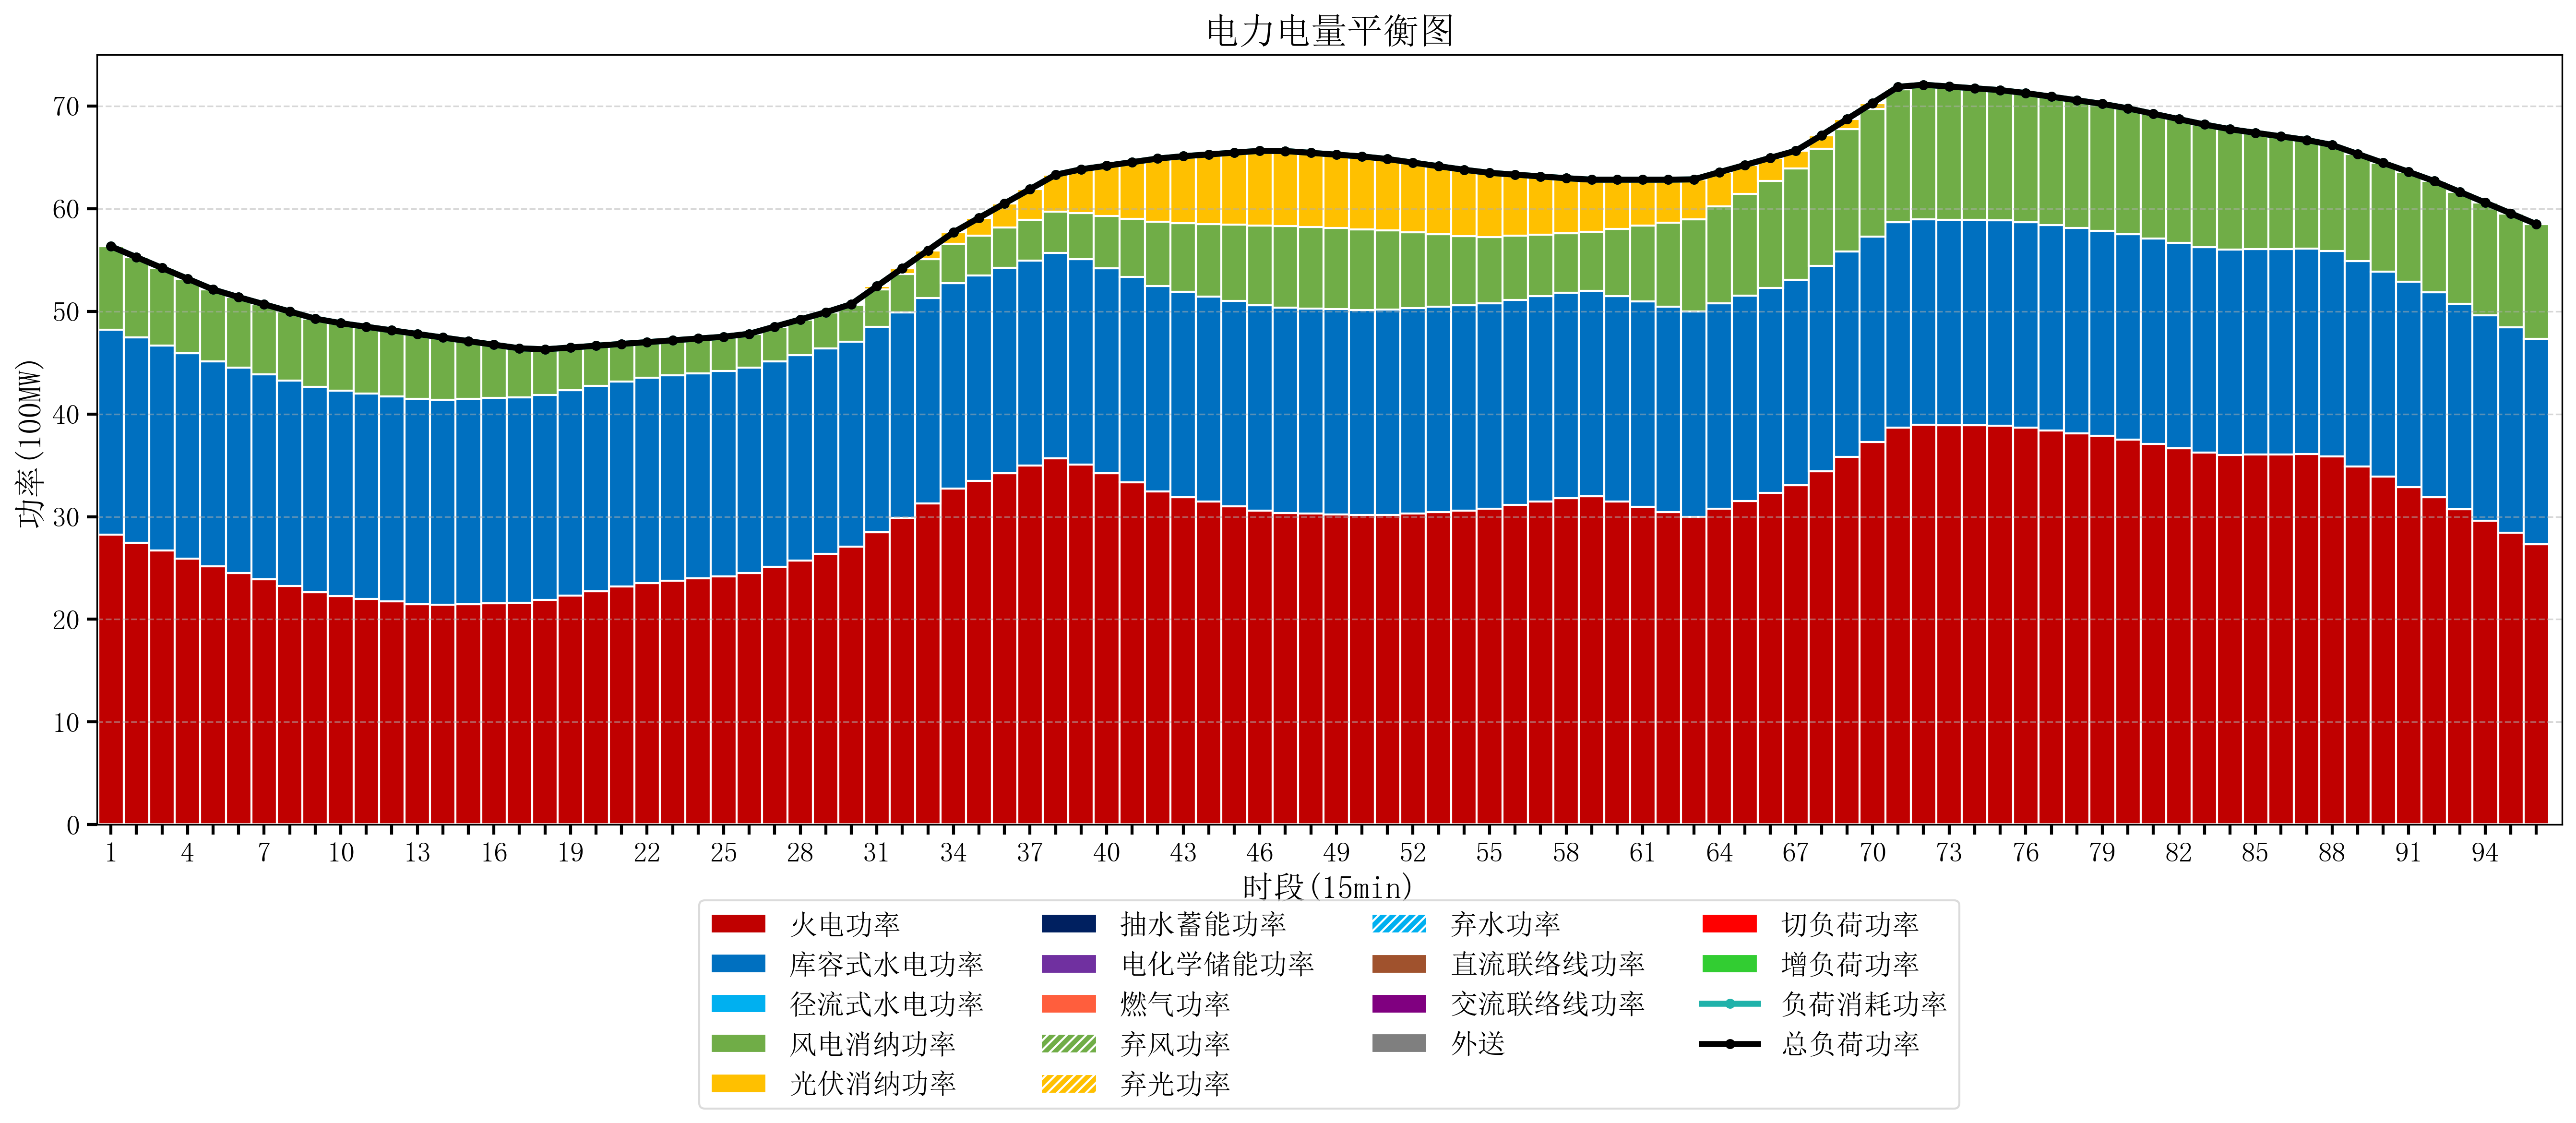 电力电量平衡图
功率(100MW)
70
60
50
40
30
20
10
0
1 4 7 10 13 16 19 22 25 28 31 34 37 40 43 46 49 52 55 58 61 64 67 70 73 76 79 82 85 88 91 94
时段(15min)
火电功率 抽水蓄能功率 弃水功率 切负荷功率
库容式水电功率 电化学储能功率 直流联络线功率 增负荷功率
径流式水电功率 燃气功率 交流联络线功率 负荷消耗功率
风电消纳功率 弃风功率 外送 总负荷功率
光伏消纳功率 弃光功率